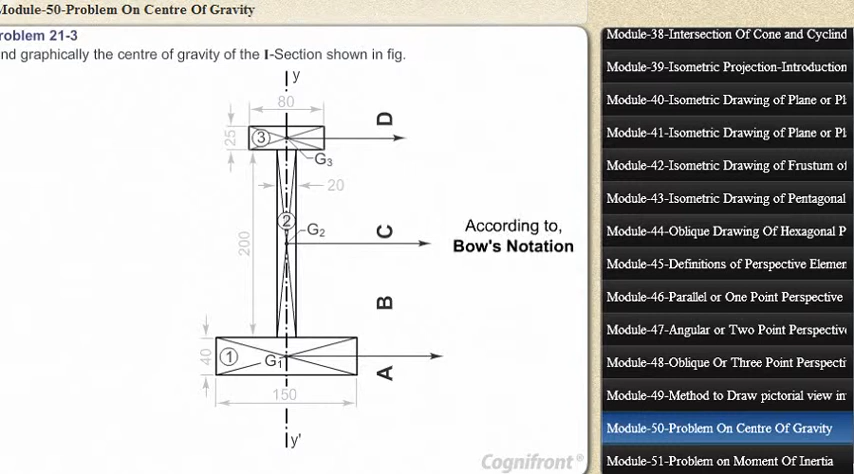 Module-50-Problem On Centre Of Gravity
roblem 21-3
nd graphically the centre of gravity of the I-Section shown in fig.
y
80
D
25
3
G3
20
2
G2
C
According to,
Bow's Notation
200
B
40
1
G1
A
150
y'
Cognifront®
Module-38-Intersection Of Cone and Cylind
Module-39-Isometric Projection-Introduction
Module-40-Isometric Drawing of Plane or Pl
Module-41-Isometric Drawing of Plane or Pl
Module-42-Isometric Drawing of Frustum of
Module-43-Isometric Drawing of Pentagonal
Module-44-Oblique Drawing Of Hexagonal P
Module-45-Definitions of Perspective Elemen
Module-46-Parallel or One Point Perspective
Module-47-Angular or Two Point Perspective
Module-48-Oblique Or Three Point Perspecti
Module-49-Method to Draw pictorial view in
Module-50-Problem On Centre Of Gravity
Module-51-Problem on Moment Of Inertia